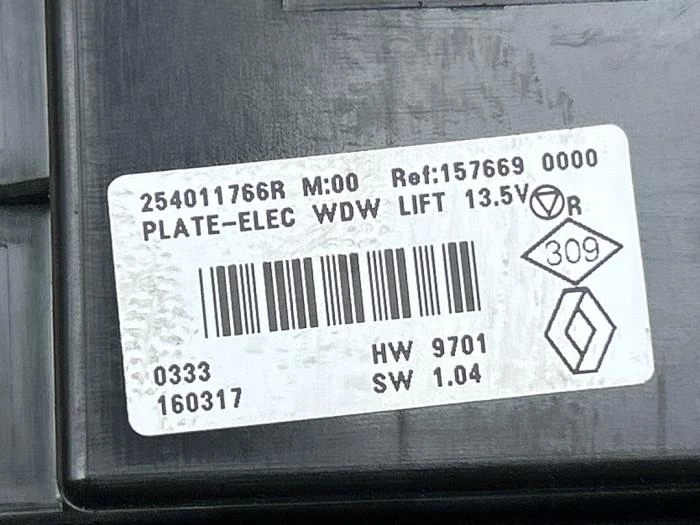 254011766R M:00 Ref:157669 0000
PLATE-ELEC WDW LIFT 13.5V R
309
HW 9701
SW 1.04
0333
160317